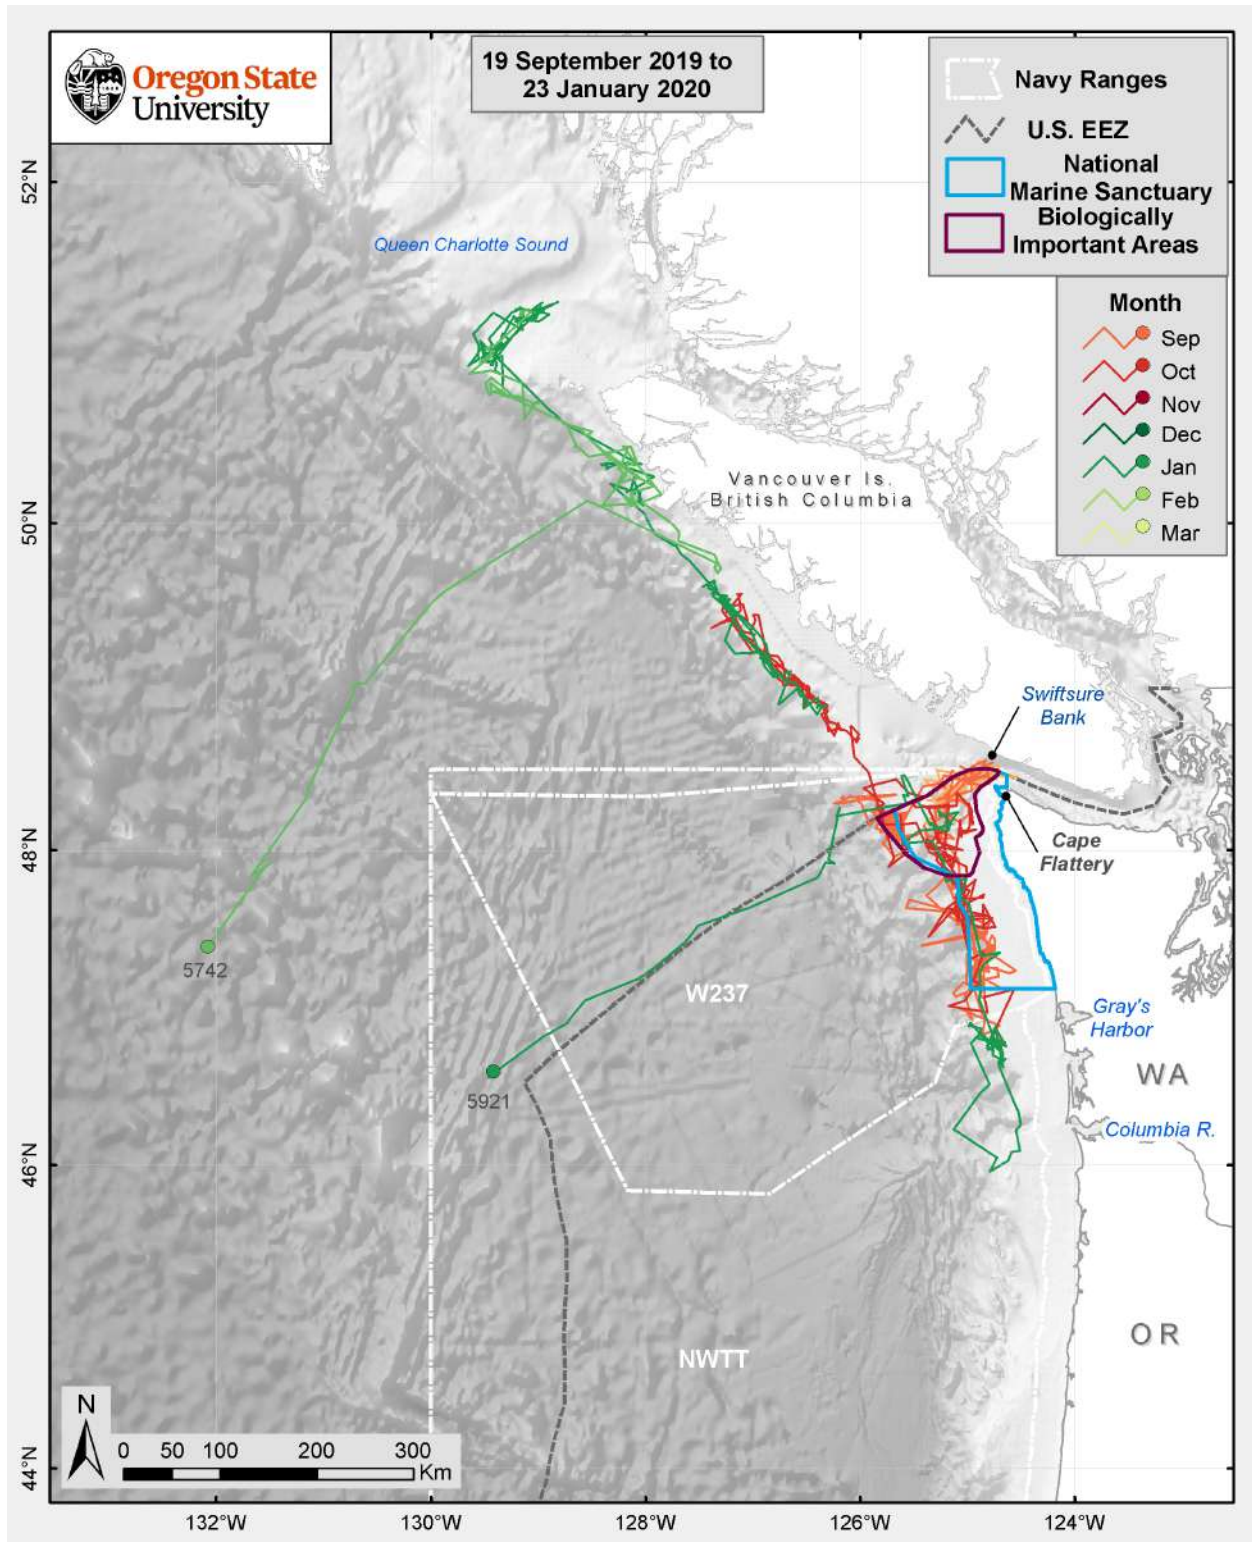 Oregon State
University
19 September 2019 to
23 January 2020
Navy Ranges
U.S. EEZ
National
Marine Sanctuary
Biologically
Important Areas
Month
Sep
Oct
Nov
Dec
Jan
Feb
Mar
52°N
50°N
48°N
46°N
44°N
Queen Charlotte Sound
Vancouver Is.
British Columbia
Swiftsure
Bank
Cape
Flattery
5742
W237
Gray's
Harbor
5921
WA
Columbia R.
OR
NWTT
N
0 50 100 200 300
Km
132°W 130°W 128°W 126°W 124°W